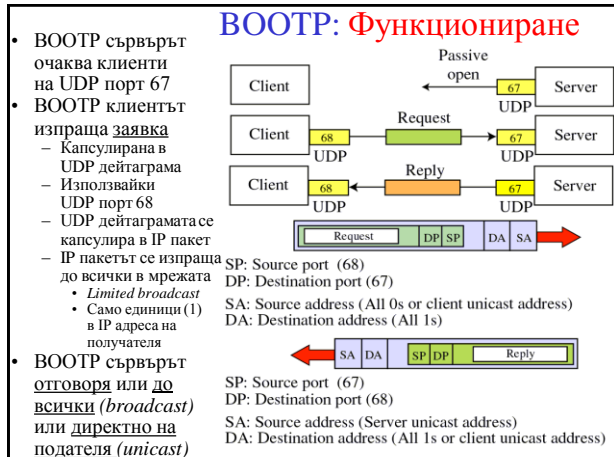 BOOTP: Функциониране
• BOOTP сървърът
очаква клиенти
на UDP порт 67
• BOOTP клиентът
изпраща заявка
– Капсулирана в
UDP дейтаграма
– Използвайки
UDP порт 68
– UDP дейтаграмата се
капсулира в IP пакет
– IP пакетът се изпраща
до всички в мрежата
• Limited broadcast
• Само единици (1)
в IP адреса на
получателя
• BOOTP сървърът
отговоря или до
всички (broadcast)
или директно на
подателя (unicast)
Passive
open
Client 67 Server
UDP
Client 68 Request 67 Server
UDP UDP
Client 68 Reply 67 Server
UDP UDP
Request DP SP DA SA
SP: Source port (68)
DP: Destination port (67)
SA: Source address (All 0s or client unicast address)
DA: Destination address (All 1s)
SA DA SP DP Reply
SP: Source port (67)
DP: Destination port (68)
SA: Source address (Server unicast address)
DA: Destination address (All 1s or client unicast address)